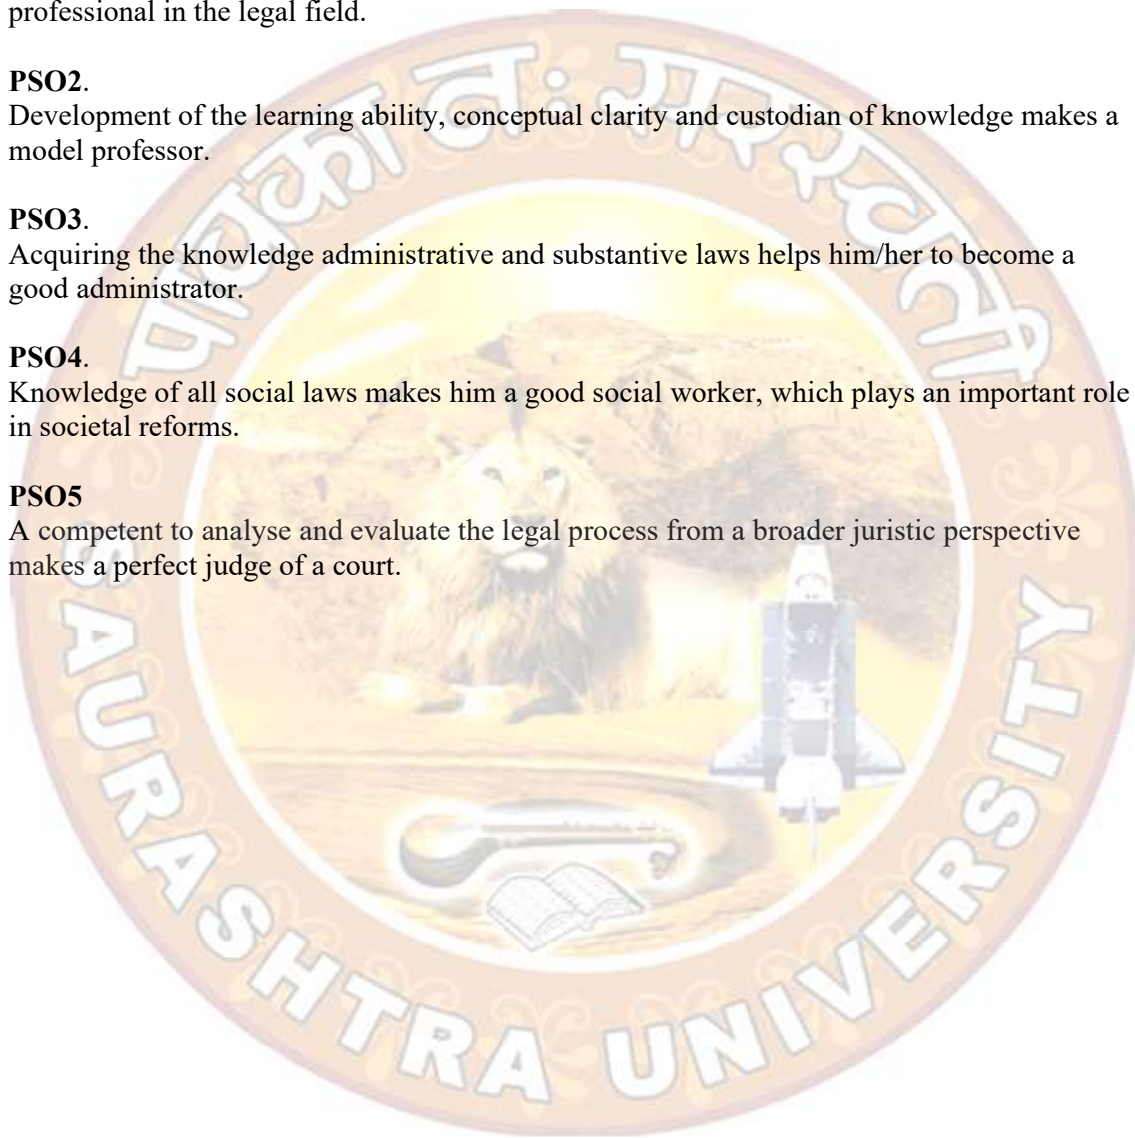 professional in the legal field.
PSO2.
Development of the learning ability, conceptual clarity and custodian of knowledge makes a
model professor.
PSO3.
Acquiring the knowledge administrative and substantive laws helps him/her to become a
good administrator.
PSO4.
Knowledge of all social laws makes him a good social worker, which plays an important role
in societal reforms.
PSO5
A competent to analyse and evaluate the legal process from a broader juristic perspective
makes a perfect judge of a court.
पावका नः सरस्वती
SAURASHTRA UNIVERSITY